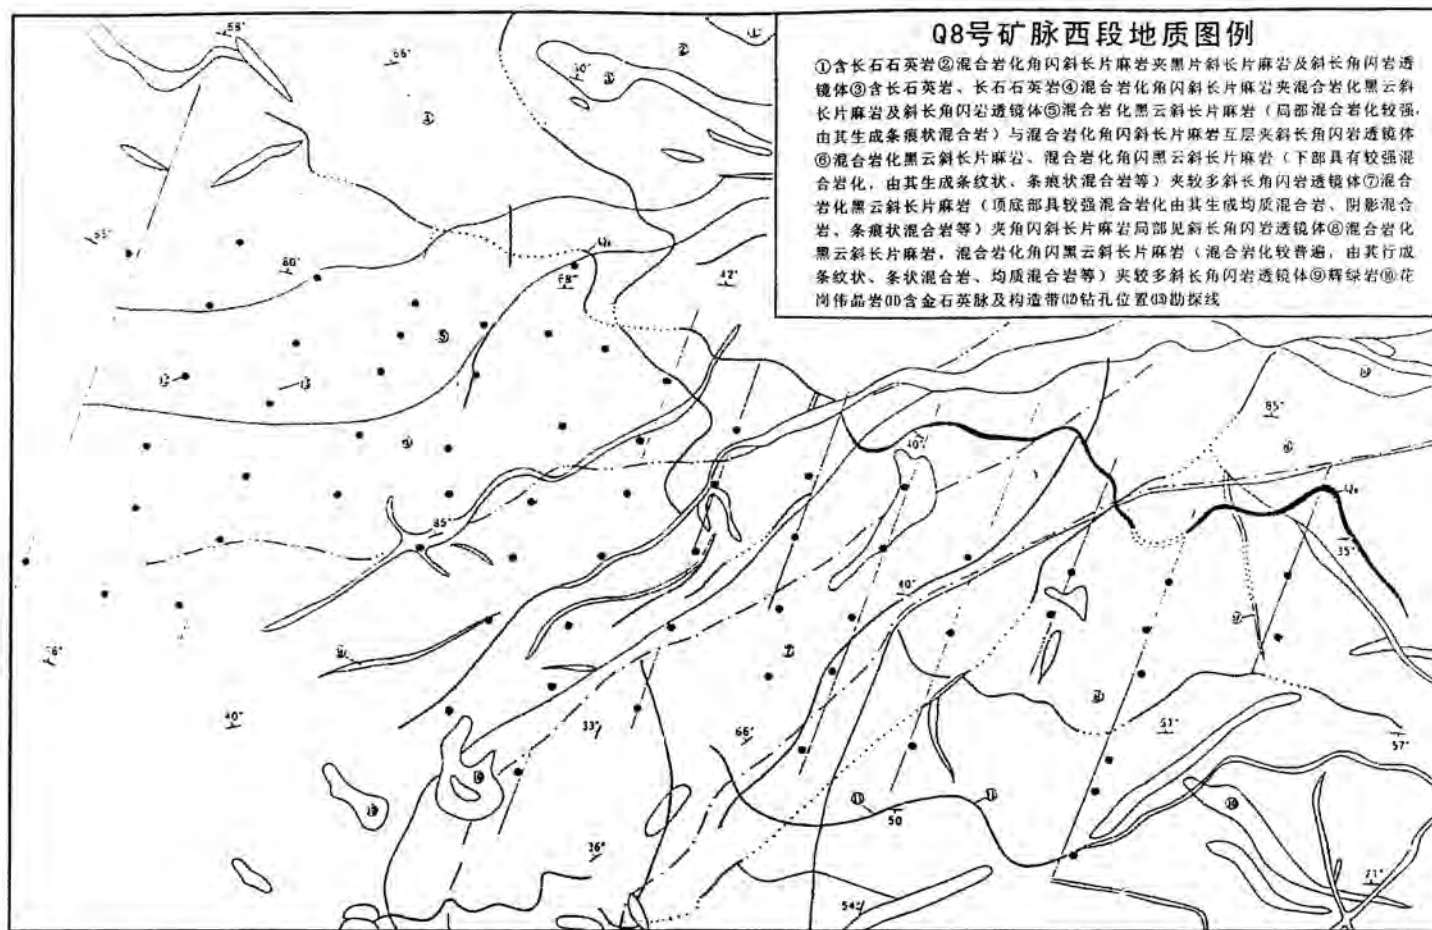 Q8号矿脉西段地质图例
①含长石石英岩②混合岩化角闪斜长片麻岩夹黑片斜长片麻岩及斜长角闪岩透
镜体③含长石英岩、长石石英岩④混合岩化角闪斜长片麻岩夹混合岩化黑云斜
长片麻岩及斜长角闪岩透镜体⑤混合岩化黑云斜长片麻岩（局部混合岩化较强，
由其生成条痕状混合岩）与混合岩化角闪斜长片麻岩互层夹斜长角闪岩透镜体
⑥混合岩化黑云斜长片麻岩、混合岩化角闪黑云斜长片麻岩（下部具有较强混
合岩化，由其生成条纹状、条痕状混合岩等）夹较多斜长角闪岩透镜体⑦混合
岩化黑云斜长片麻岩（顶底部具较强混合岩化由其生成均质混合岩、阴影混合
岩、条痕状混合岩等）夹角闪斜长片麻岩局部见斜长角闪岩透镜体⑧混合岩化
黑云斜长片麻岩，混合岩化角闪黑云斜长片麻岩（混合岩化较普遍，由其行成
条纹状、条状混合岩、均质混合岩等）夹较多斜长角闪岩透镜体⑨辉绿岩⑩花
岗伟晶岩⑾含金石英脉及构造带⑿钻孔位置⒀勘探线
66°
60°
42°
85°
40°
85°
35°
40°
40°
33°
66°
51°
57°
50
36°
54°
71°